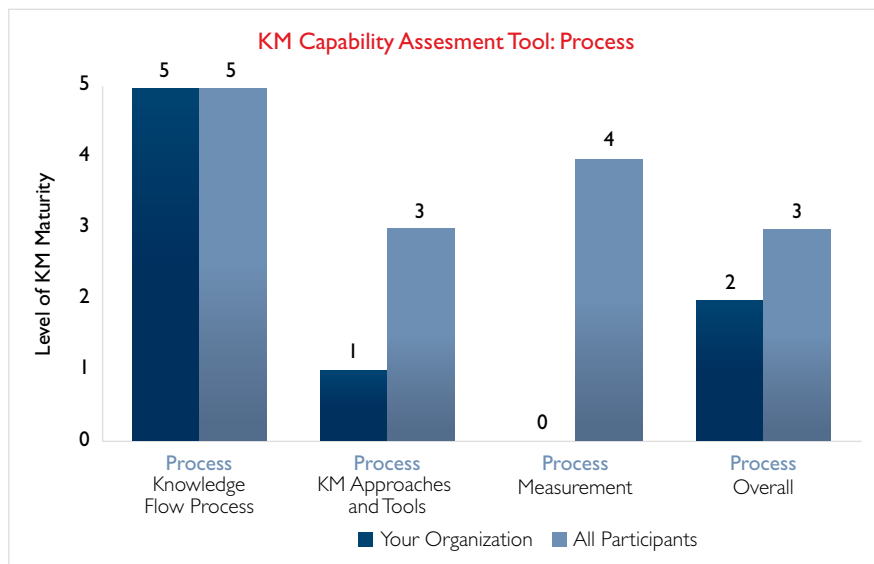 KM Capability Assesment Tool: Process
5 5
5
4
4
3
3
3
2
2
1
1
0
0
Level of KM Maturity
Process Process Process Process
Knowledge KM Approaches Measurement Overall
Flow Process and Tools
Your Organization All Participants